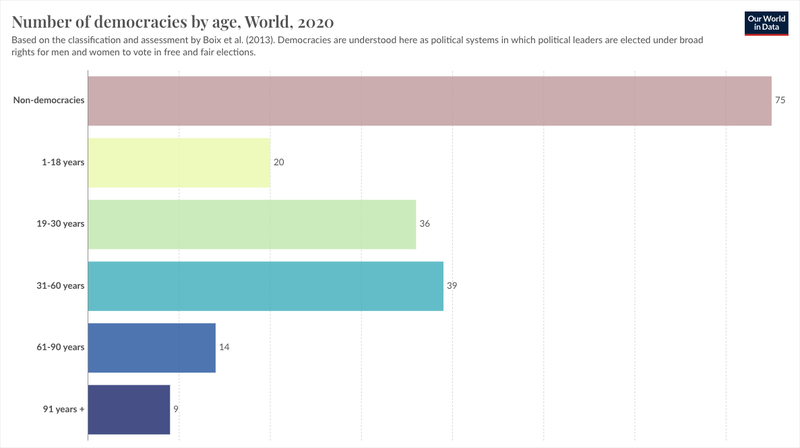 Number of democracies by age, World, 2020
Our World
in Data
Based on the classification and assessment by Boix et al. (2013). Democracies are understood here as political systems in which political leaders are elected under broad
rights for men and women to vote in free and fair elections.
Non-democracies 75
1-18 years 20
19-30 years 36
31-60 years 39
61-90 years 14
91 years + 9